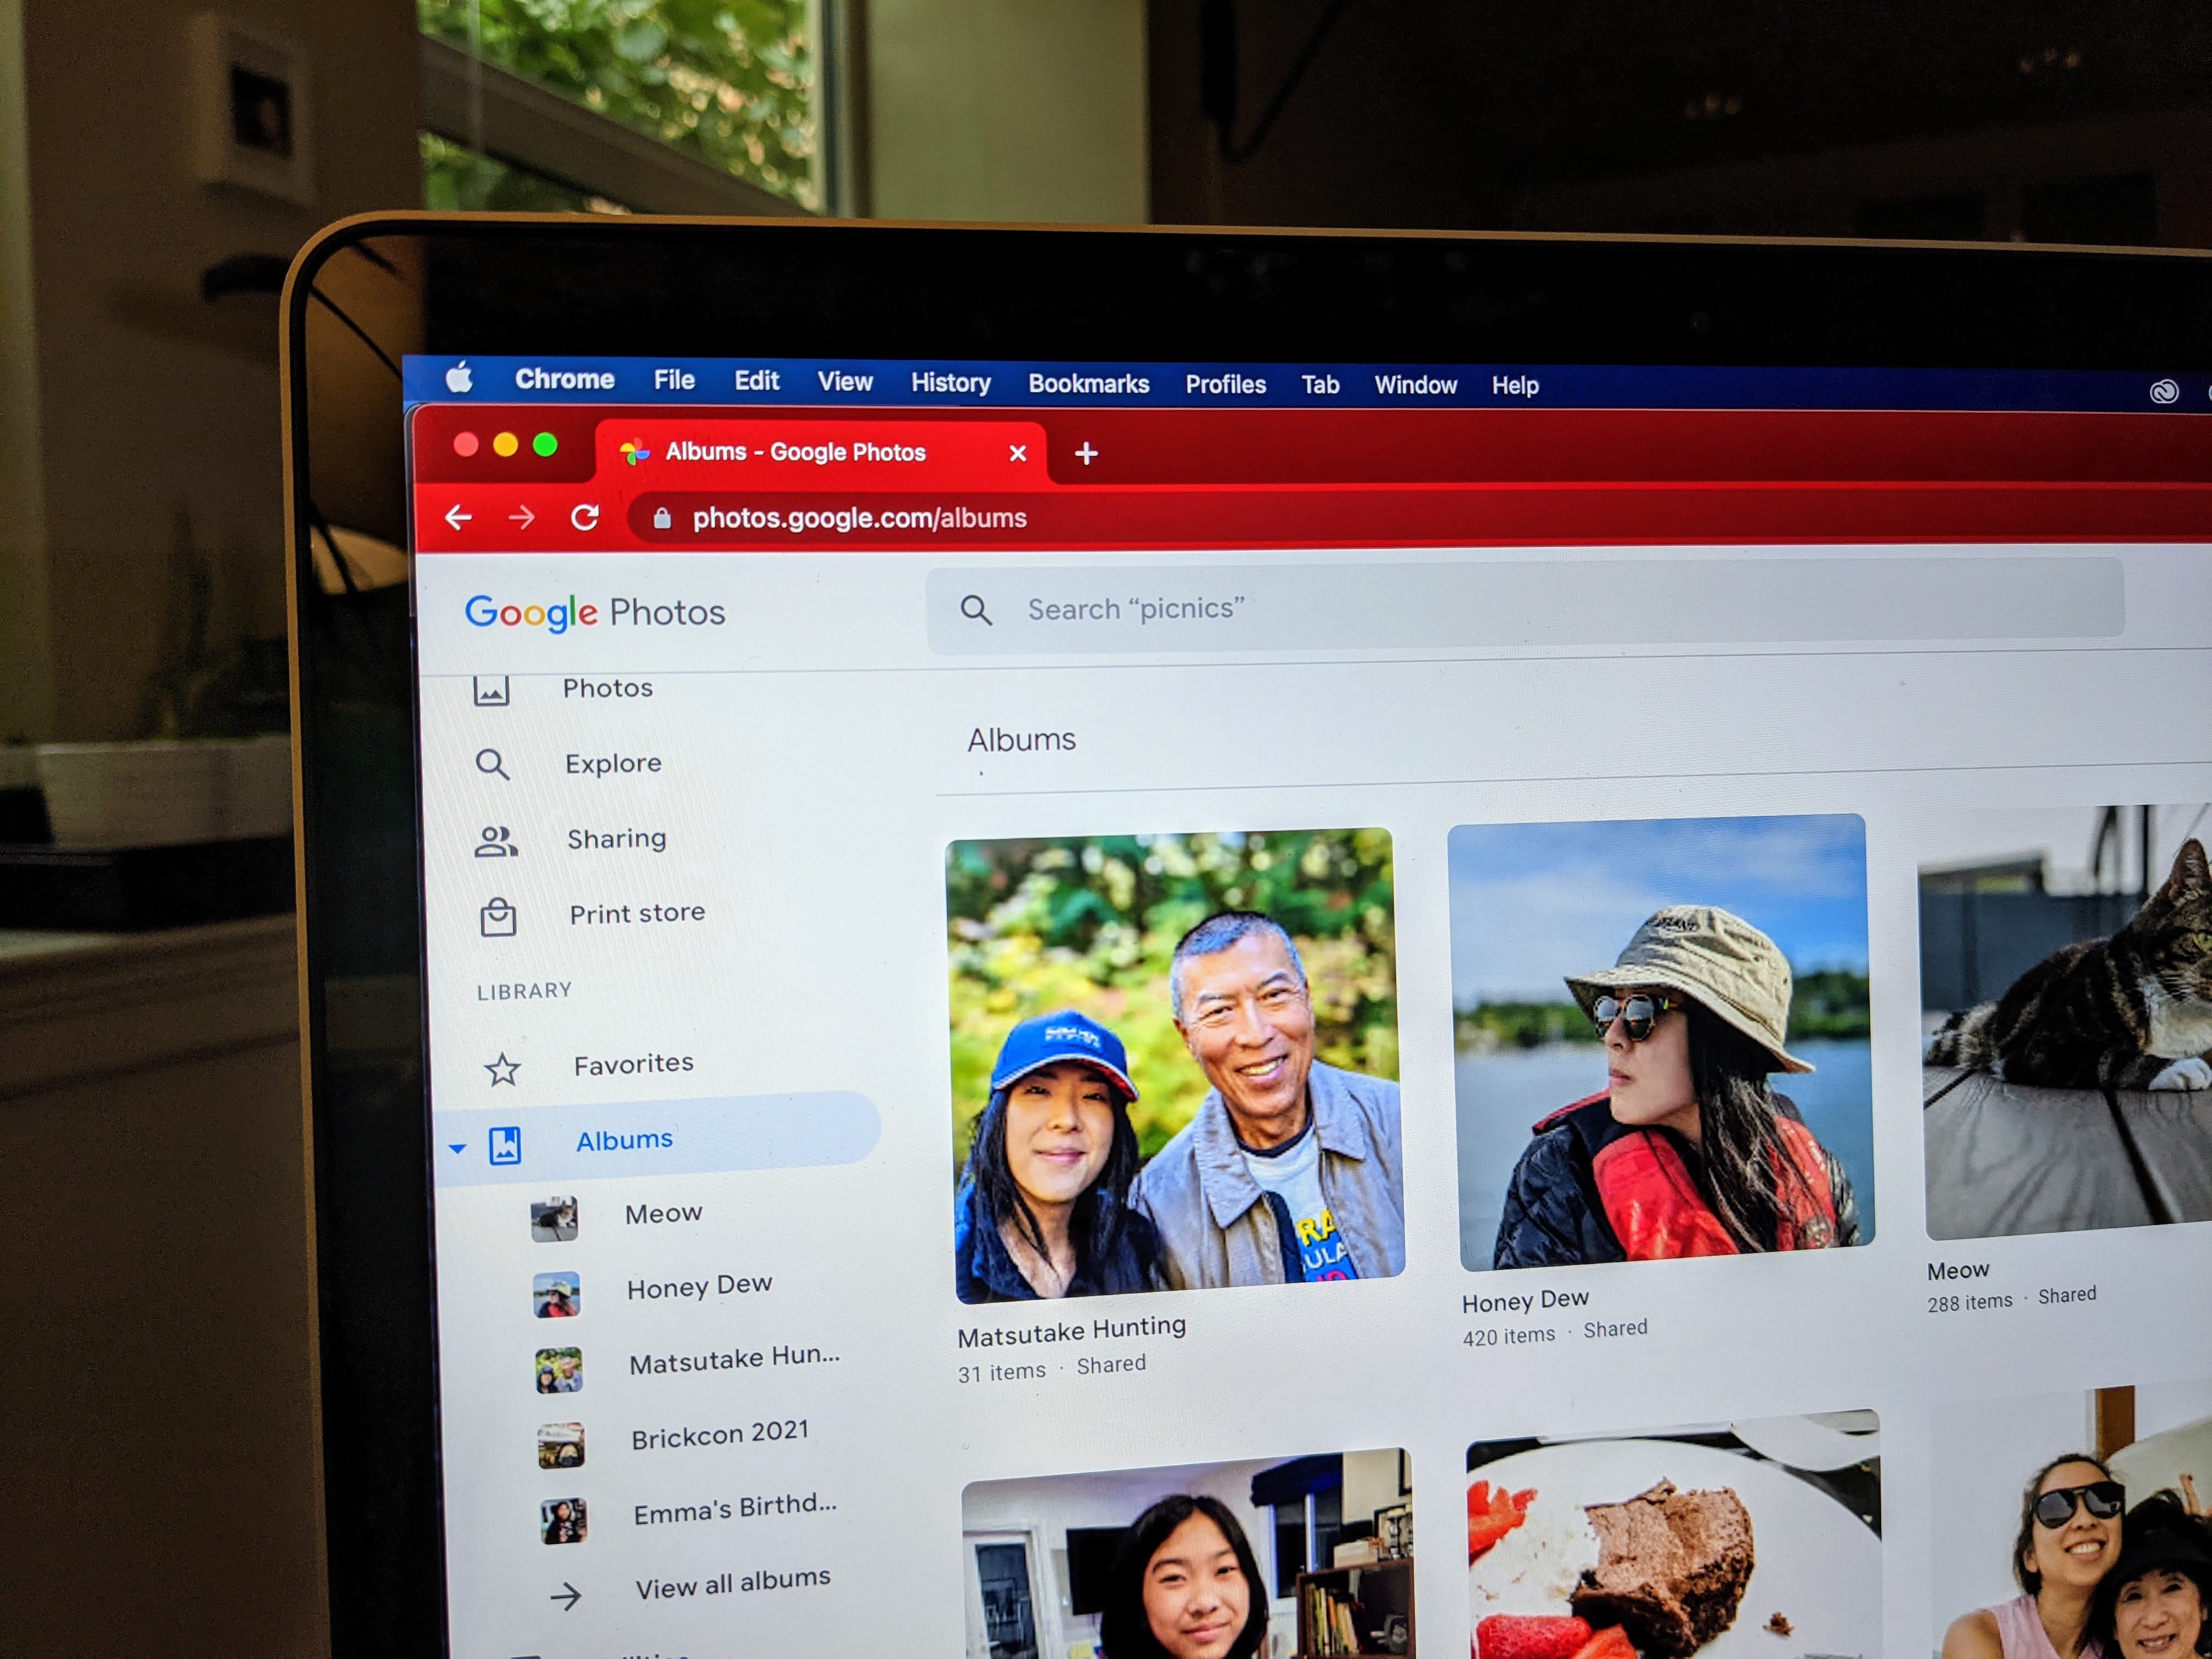 Chrome File Edit View History Bookmarks Profiles Tab Window Help
Albums - Google Photos
photos.google.com/albums
Google Photos
Search “picnics”
Photos
Explore
Sharing
Print store
LIBRARY
Favorites
Albums
Meow
Honey Dew
Matsutake Hun...
Brickcon 2021
Emma's Birthd...
View all albums
Albums
Matsutake Hunting
31 items · Shared
Honey Dew
420 items · Shared
Meow
288 items · Shared